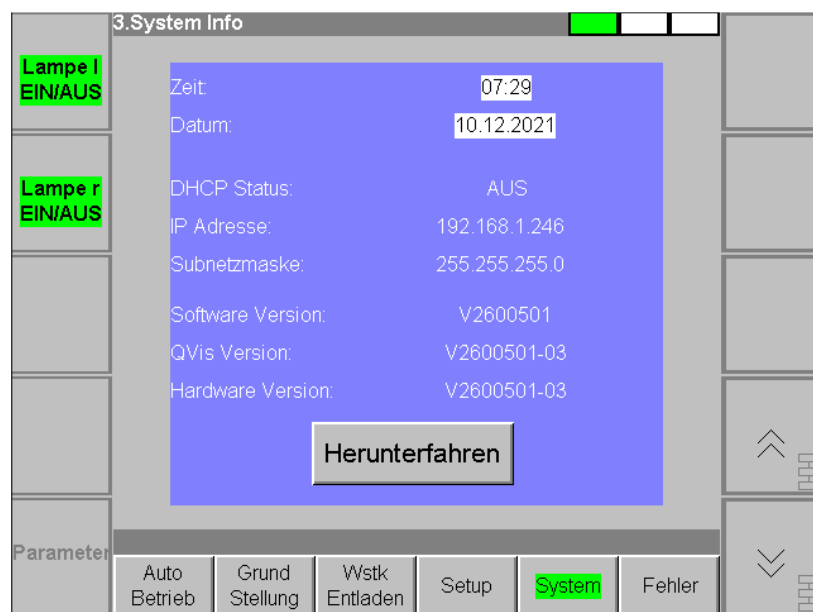 3.System Info
Lampe l
EIN/AUS
Zeit: 07:29
Datum: 10.12.2021
Lampe r
EIN/AUS
DHCP Status: AUS
IP Adresse: 192.168.1.246
Subnetzmaske: 255.255.255.0
Software Version: V2600501
QVis Version: V2600501-03
Hardware Version: V2600501-03
Herunterfahren
Parameter
Auto
Betrieb
Grund
Stellung
Wstk
Entladen
Setup
System
Fehler